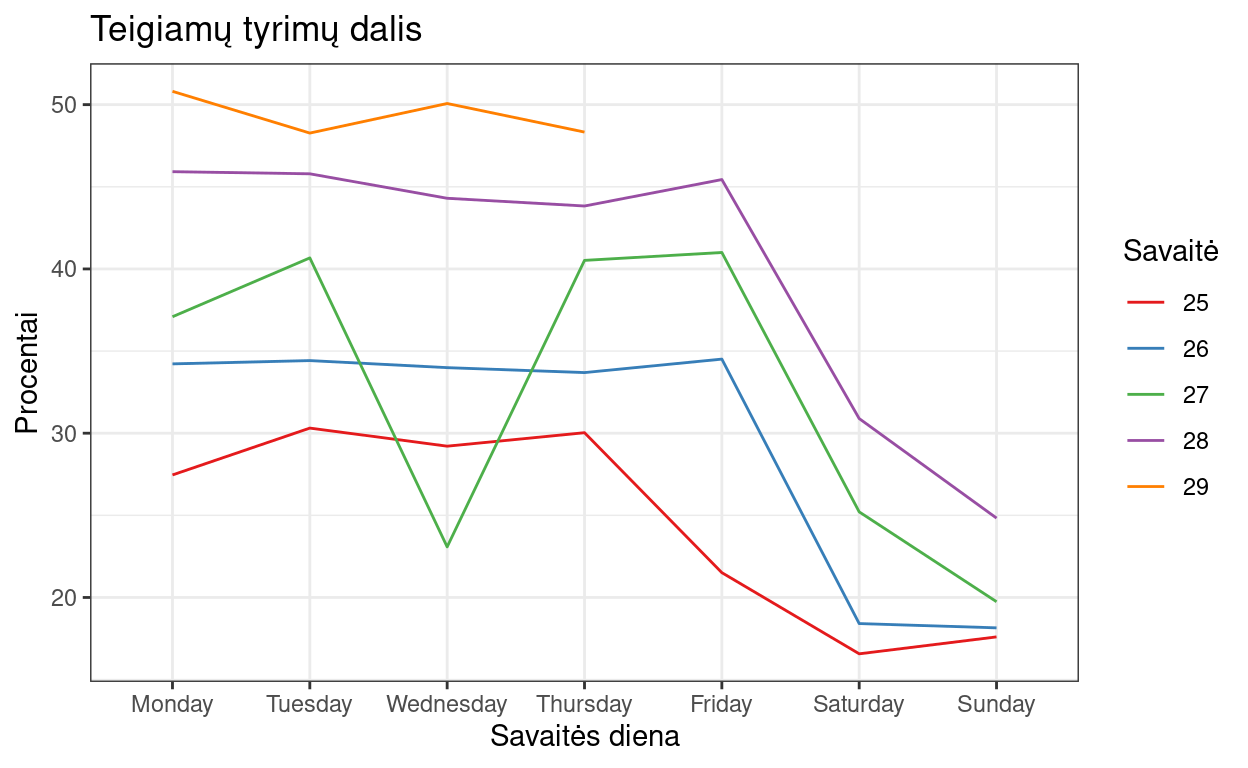 Teigiamų tyrimų dalis
Procentai
50
40
30
20
Monday Tuesday Wednesday Thursday Friday Saturday Sunday
Savaitės diena
Savaitė
25
26
27
28
29